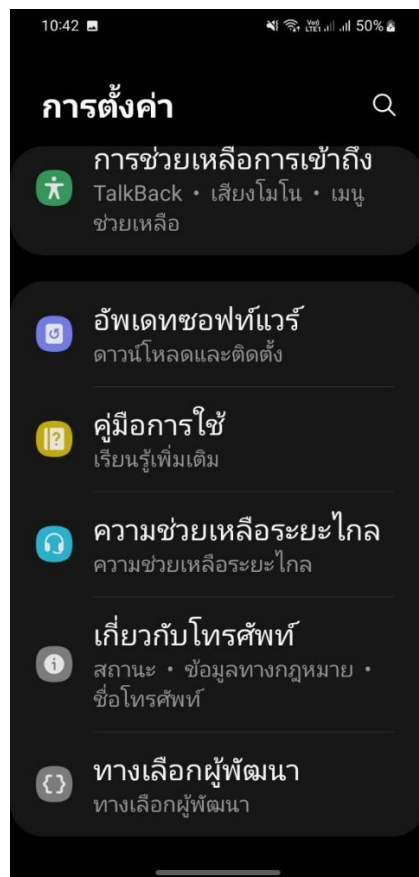 10:42
Vo)) LTE1 50%
การตั้งค่า
การช่วยเหลือการเข้าถึง
TalkBack • เสียงโมโน • เมนู
ช่วยเหลือ
อัพเดทซอฟท์แวร์
ดาวน์โหลดและติดตั้ง
คู่มือการใช้
เรียนรู้เพิ่มเติม
ความช่วยเหลือระยะไกล
ความช่วยเหลือระยะไกล
เกี่ยวกับโทรศัพท์
สถานะ • ข้อมูลทางกฎหมาย •
ชื่อโทรศัพท์
ทางเลือกผู้พัฒนา
ทางเลือกผู้พัฒนา